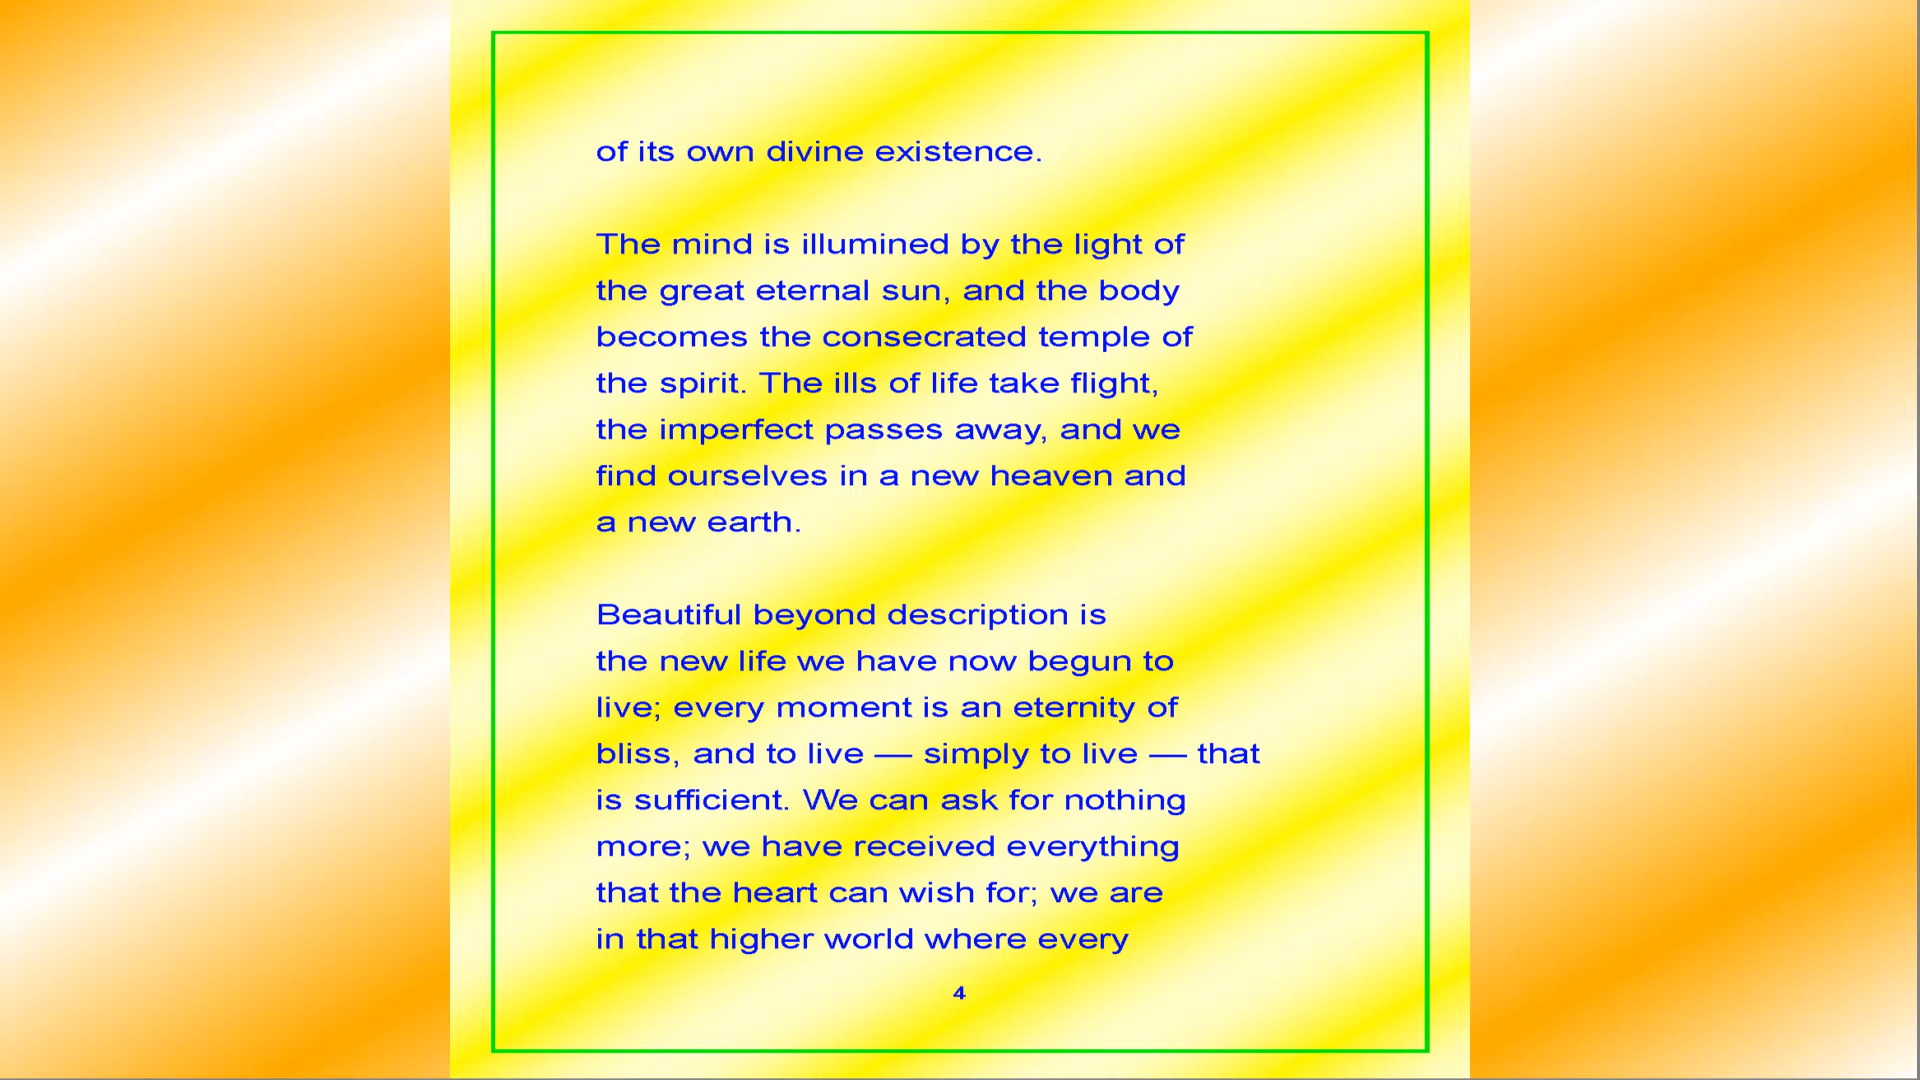 of its own divine existence.
The mind is illumined by the light of
the great eternal sun, and the body
becomes the consecrated temple of
the spirit. The ills of life take flight,
the imperfect passes away, and we
find ourselves in a new heaven and
a new earth.
Beautiful beyond description is
the new life we have now begun to
live; every moment is an eternity of
bliss, and to live — simply to live — that
is sufficient. We can ask for nothing
more; we have received everything
that the heart can wish for; we are
in that higher world where every
4